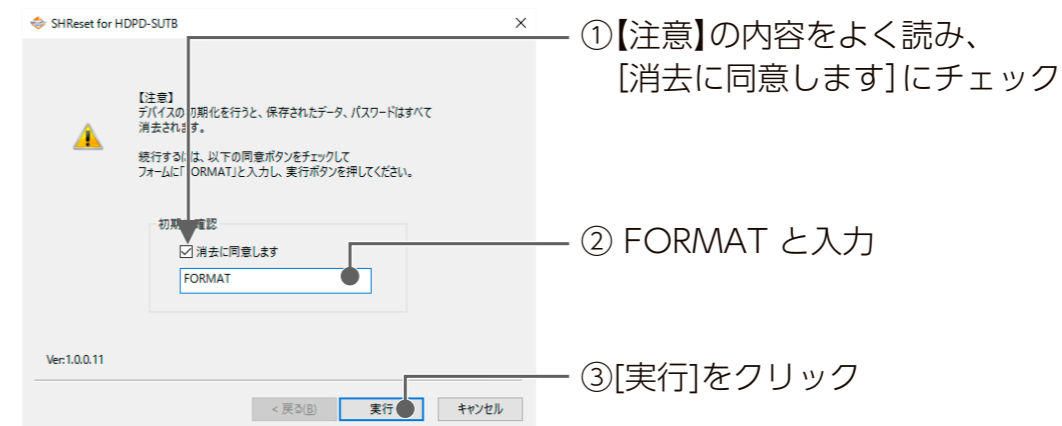 SHReset for HDPD-SUTB
①【注意】の内容をよく読み、
[消去に同意します]にチェック
【注意】
デバイスの初期化を行うと、保存されたデータ、パスワードはすべて
消去されます。
続行するには、以下の同意ボタンをチェックして
フォームに「FORMAT」と入力し、実行ボタンを押してください。
初期化確認
消去に同意します
② FORMAT と入力
FORMAT
Ver:1.0.0.11
③[実行]をクリック
< 戻る(B)
実行
キャンセル